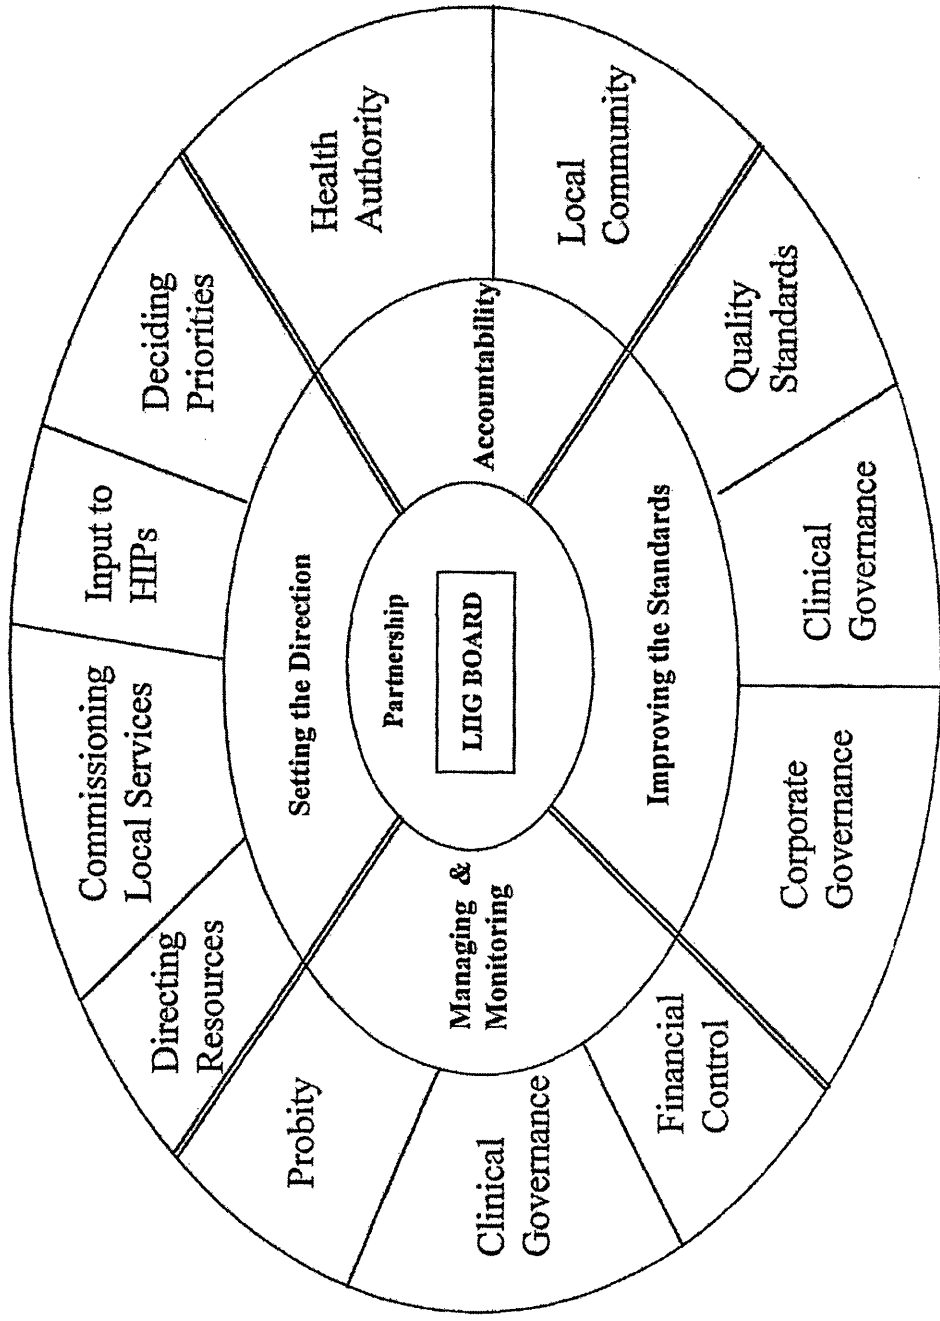 Directing
Resources
Commissioning
Local Services
Input to
HIPs
Deciding
Priorities
Probity
Setting the Direction
Health
Authority
Partnership
Clinical
Governance
Managing &
Monitoring
LIIG BOARD
Accountability
Local
Community
Financial
Control
Improving the Standards
Quality
Standards
Corporate
Governance
Clinical
Governance